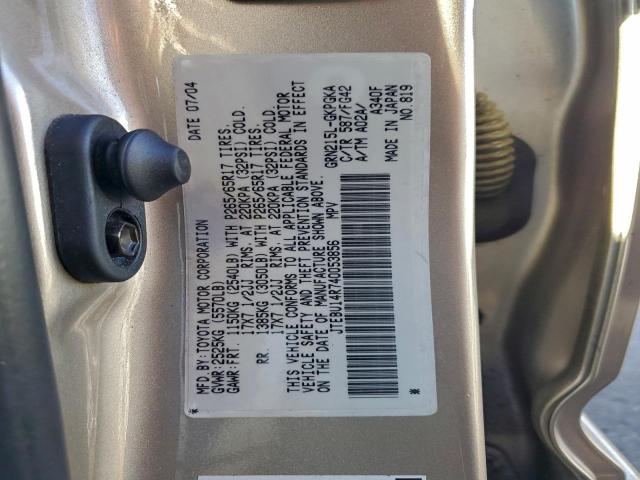 MFD BY: TOYOTA MOTOR CORPORATION DATE 07/04
GVWR: 2525KG (5570LB)
GAWR: FRT. 1150KG (2540LB) WITH P265/65R17 TIRES.
17X7 1/2JJ RIMS. AT 220KPA (32PSI) COLD
RR. 1385KG (3050LB) WITH P265/65R17 TIRES.
17X7 1/2JJ RIMS. AT 220KPA (32PSI) COLD
THIS VEHICLE CONFORMS TO ALL APPLICABLE FEDERAL MOTOR
VEHICLE SAFETY AND THEFT PREVENTION STANDARDS IN EFFECT
ON THE DATE OF MANUFACTURE SHOWN ABOVE.
JTEBU14R740053856 MPV
GRN215L-GKPGKA
C/TR 587/FG42
A/TM A02A/ A340F
MADE IN JAPAN
NO. 819